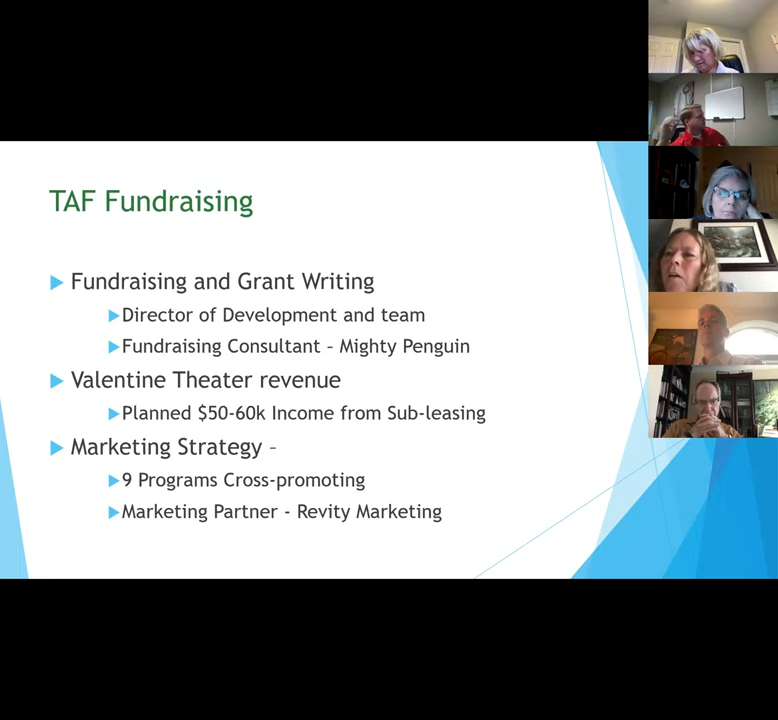 TAF Fundraising
Fundraising and Grant Writing
Director of Development and team
Fundraising Consultant – Mighty Penguin
Valentine Theater revenue
Planned $50-60k Income from Sub-leasing
Marketing Strategy –
9 Programs Cross-promoting
Marketing Partner - Revity Marketing